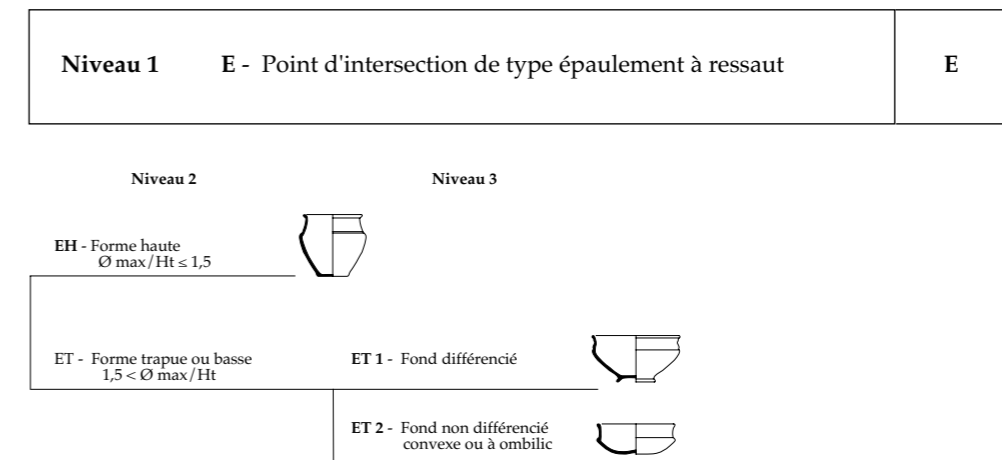 Niveau 1 E - Point d'intersection de type épaulement à ressaut E
Niveau 2 Niveau 3
EH - Forme haute
Ø max/Ht ≤ 1,5
ET - Forme trapue ou basse
1,5 < Ø max/Ht
ET 1 - Fond différencié
ET 2 - Fond non différencié
convexe ou à ombilic